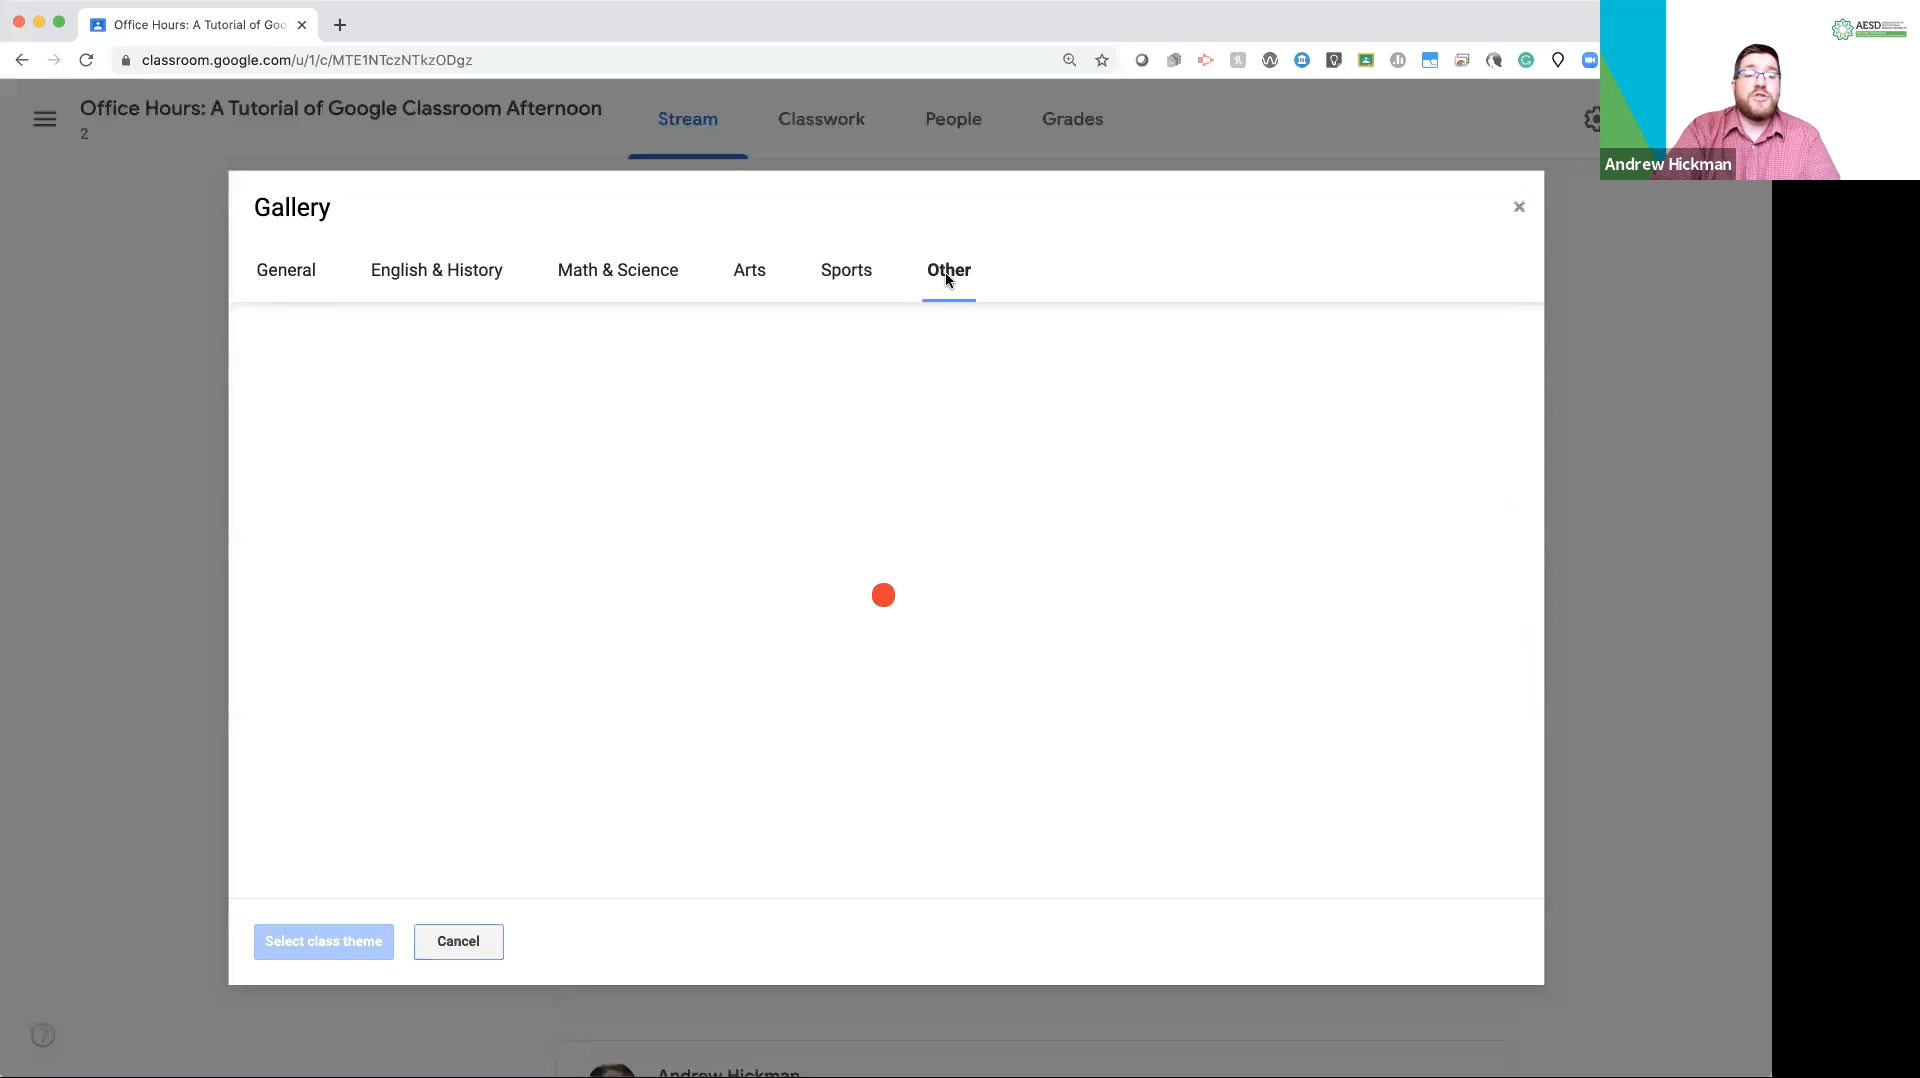 Office Hours: A Tutorial of Goo
classroom.google.com/u/1/c/MTE1NTczNTkzODgz
AESD
Office Hours: A Tutorial of Google Classroom Afternoon
2
Stream
Classwork
People
Grades
Andrew Hickman
Gallery
General
English & History
Math & Science
Arts
Sports
Other
Select class theme
Cancel
Andrew Hickman